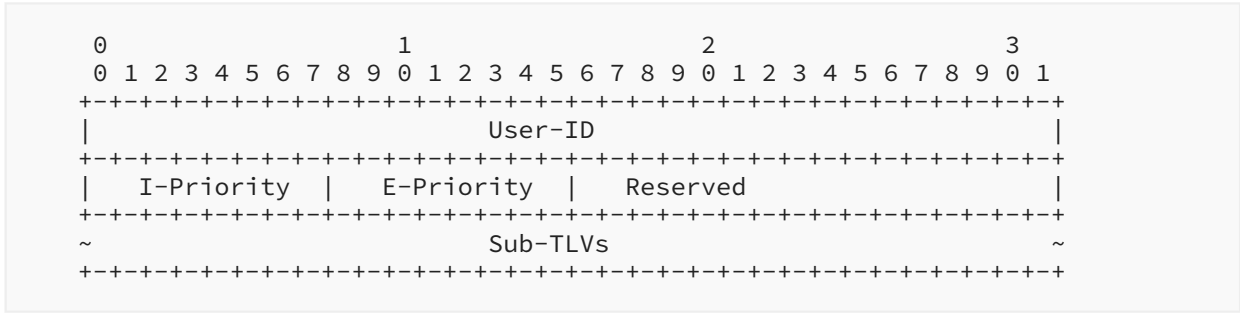 0                   1                   2                   3
 0 1 2 3 4 5 6 7 8 9 0 1 2 3 4 5 6 7 8 9 0 1 2 3 4 5 6 7 8 9 0 1
+-+-+-+-+-+-+-+-+-+-+-+-+-+-+-+-+-+-+-+-+-+-+-+-+-+-+-+-+-+-+-+-+
|                          User-ID                              |
+-+-+-+-+-+-+-+-+-+-+-+-+-+-+-+-+-+-+-+-+-+-+-+-+-+-+-+-+-+-+-+-+
|   I-Priority  |   E-Priority  |   Reserved                    |
+-+-+-+-+-+-+-+-+-+-+-+-+-+-+-+-+-+-+-+-+-+-+-+-+-+-+-+-+-+-+-+-+
~                          Sub-TLVs                             ~
+-+-+-+-+-+-+-+-+-+-+-+-+-+-+-+-+-+-+-+-+-+-+-+-+-+-+-+-+-+-+-+-+